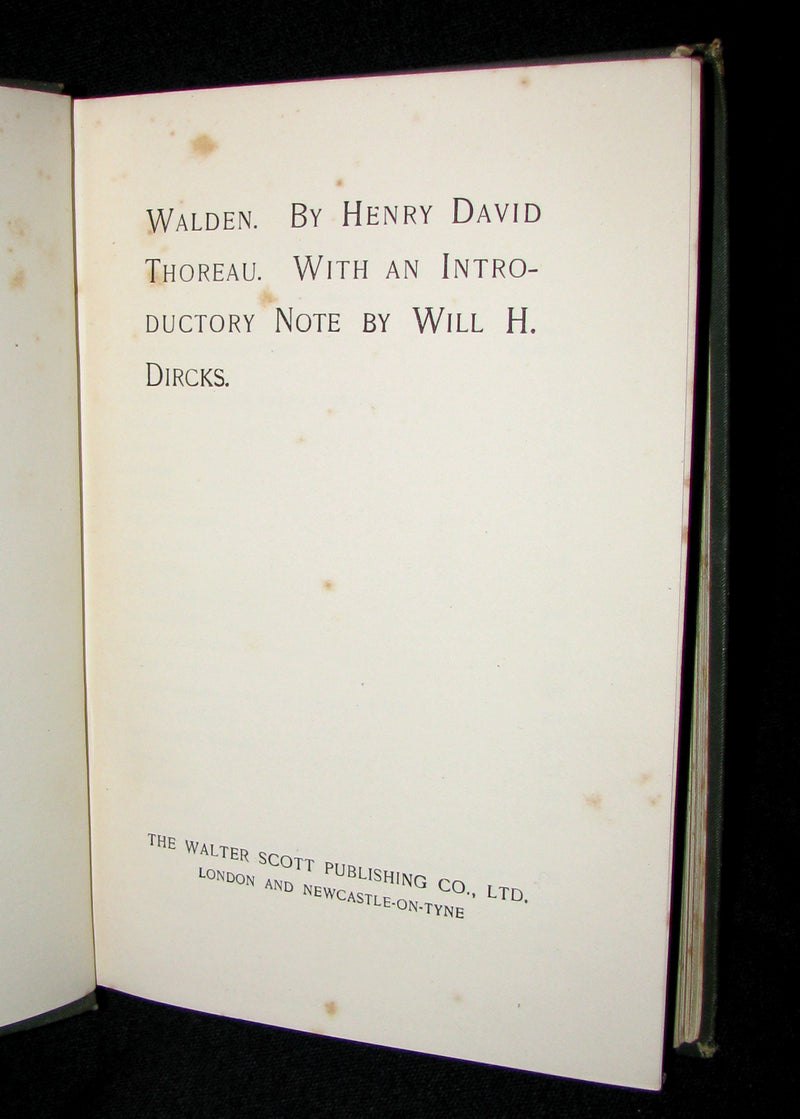 WALDEN. BY HENRY DAVID
THOREAU. WITH AN INTRO-
DUCTORY NOTE BY WILL H.
DIRCKS.
THE WALTER SCOTT PUBLISHING CO., LTD.
LONDON AND NEWCASTLE-ON-TYNE